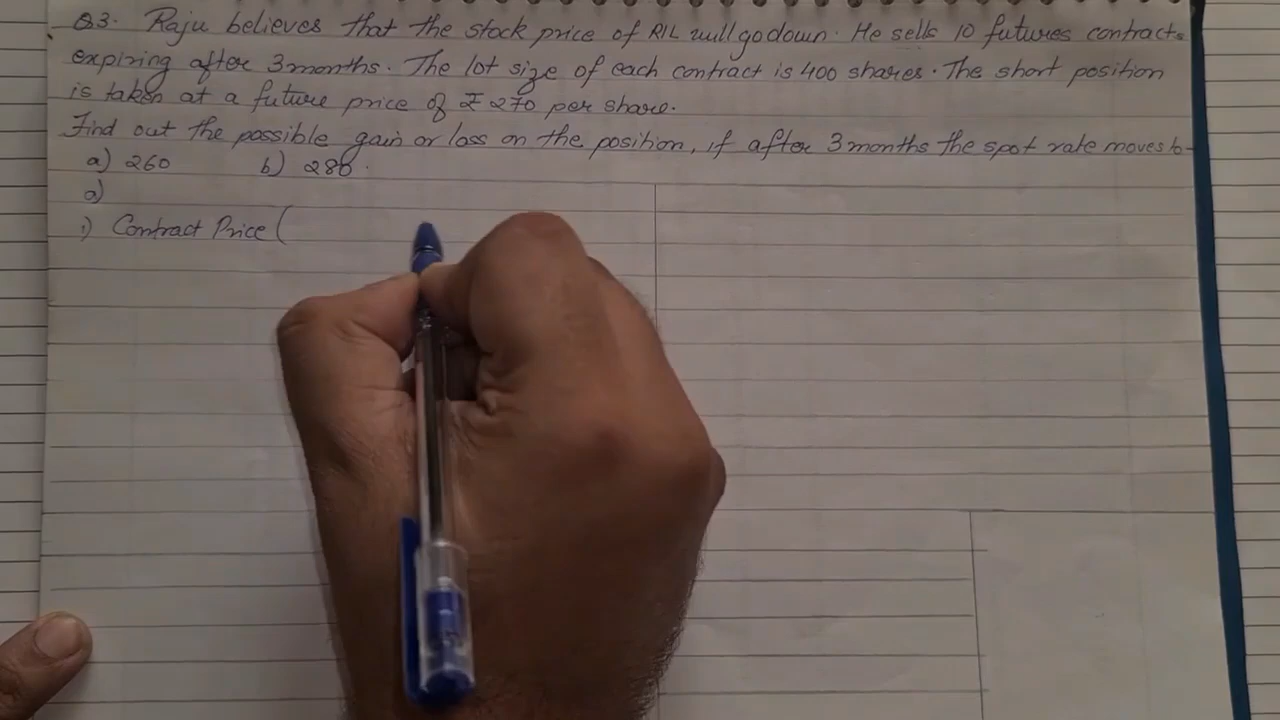 Q3. Raju believes that the stock price of RIL will go down. He sells 10 futures contracts
expiring after 3 months. The lot size of each contract is 400 shares. The short position
is taken at a future price of ₹ 270 per share.
Find out the possible gain or loss on the position, if after 3 months the spot rate moves to
a) 260 b) 280.
a)
i) Contract Price (